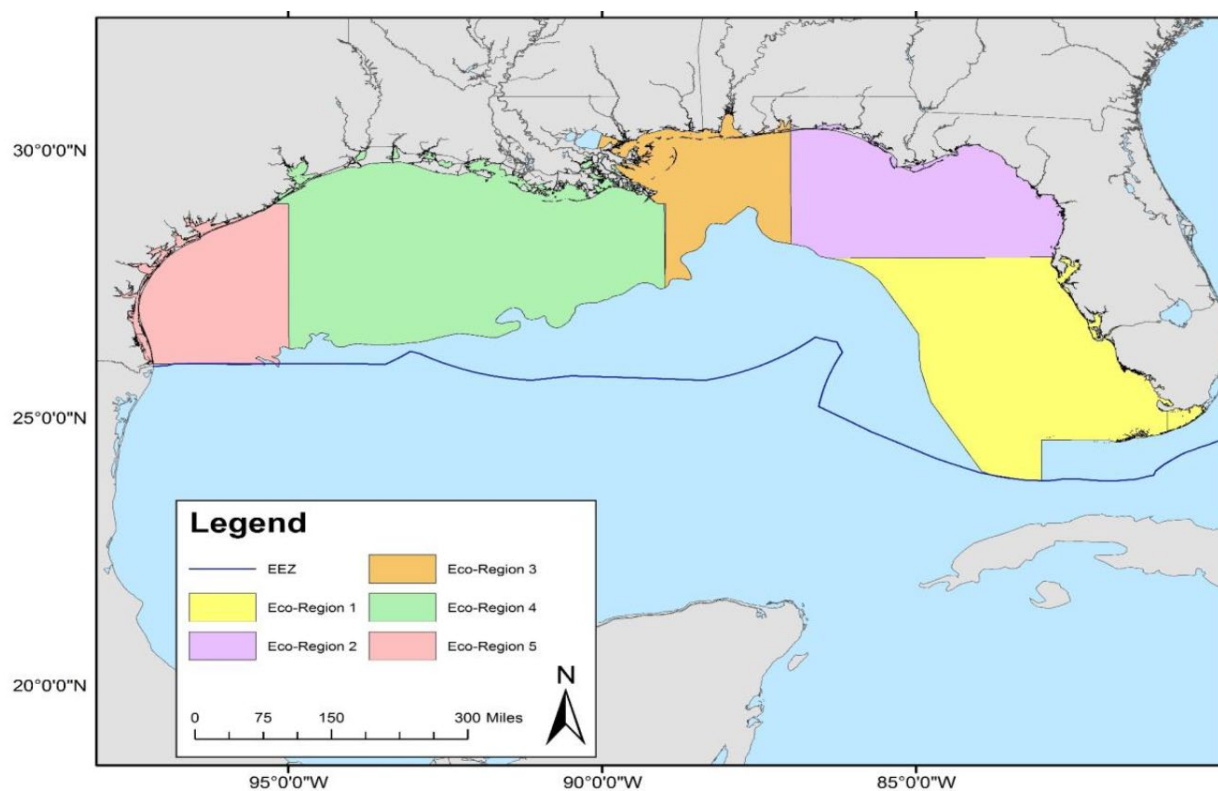 30°0'0"N
25°0'0"N
20°0'0"N
Legend
EEZ
Eco-Region 1
Eco-Region 2
Eco-Region 3
Eco-Region 4
Eco-Region 5
0 75 150 300 Miles
N
95°0'0"W 90°0'0"W 85°0'0"W